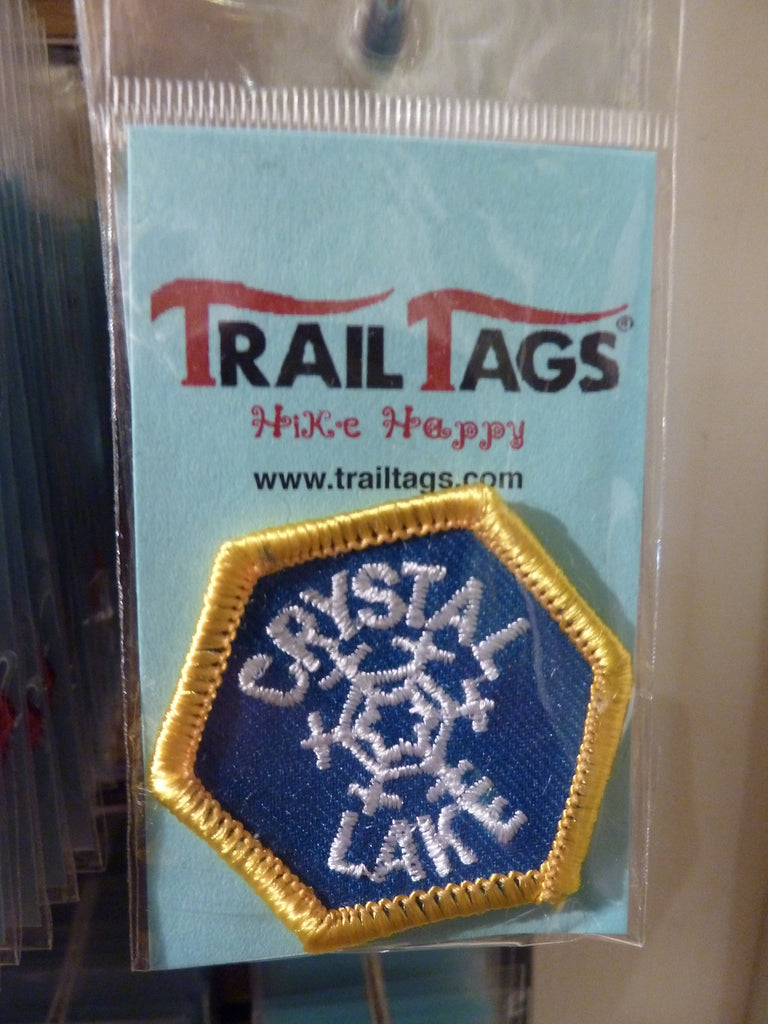 TRAIL TAGS®
Hike Happy
www.trailtags.com
CRYSTAL
LAKE